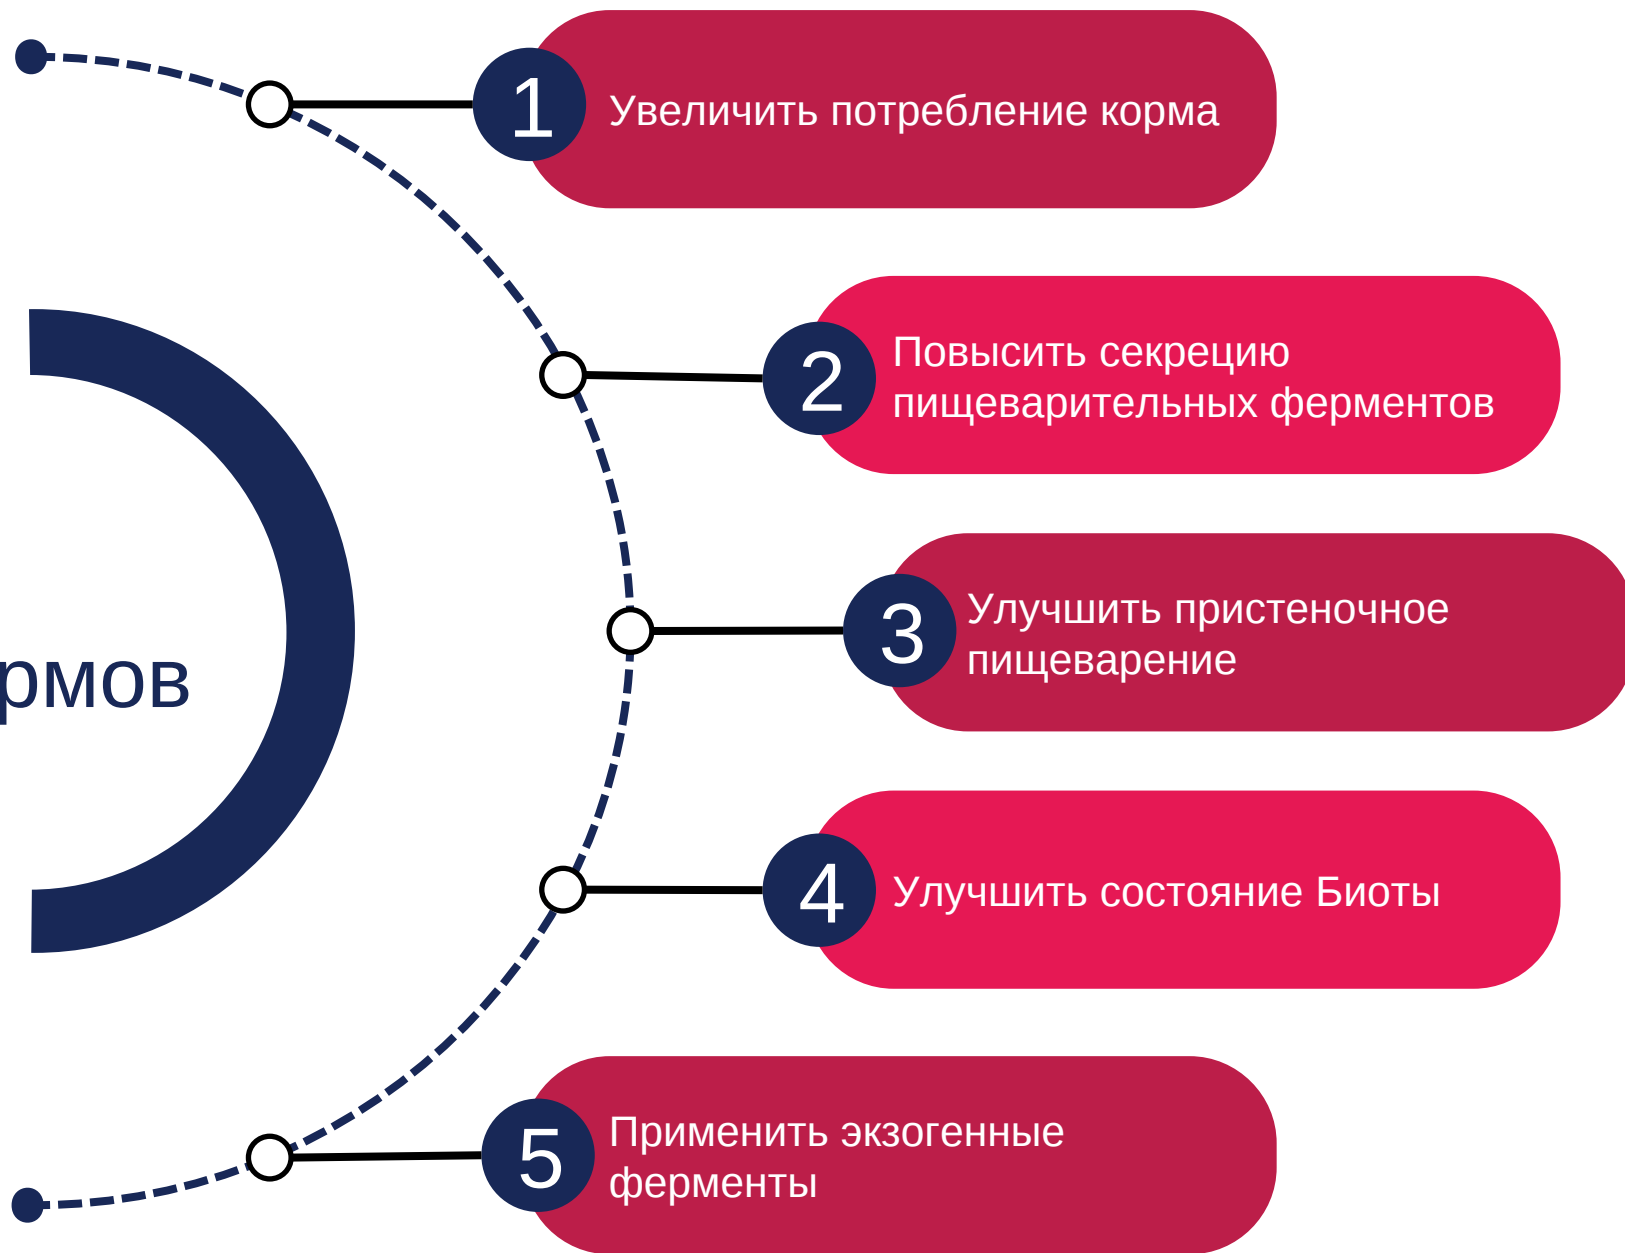 1
Увеличить потребление корма
2
Повысить секрецию
пищеварительных ферментов
3
Улучшить пристеночное
пищеварение
рмов
4
Улучшить состояние Биоты
5
Применить экзогенные
ферменты